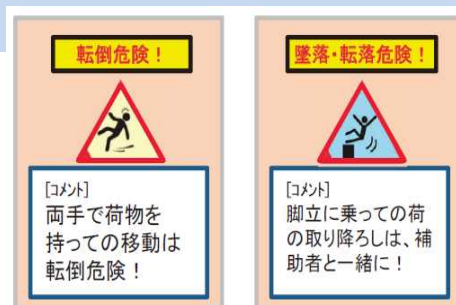 転倒危険！
[コメント]
両手で荷物を
持っての移動は
転倒危険！
墜落・転落危険！
[コメント]
脚立に乗っての荷
の取り降ろしは、補
助者と一緒に！